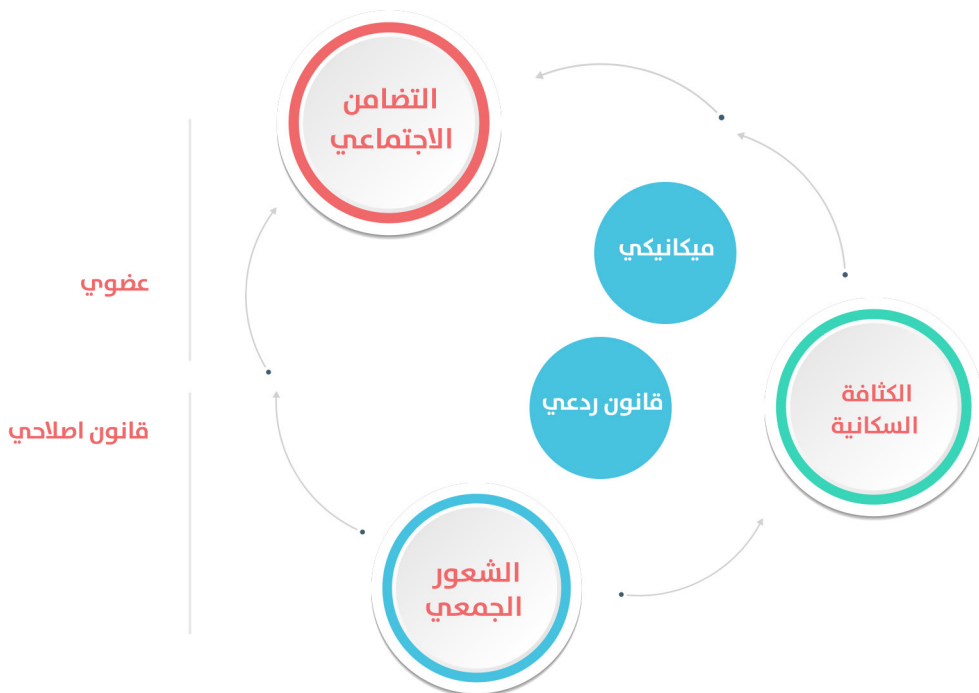 التضامن
الاجتماعي
ميكانيكي
عضوي
الكثافة
السكانية
قانون ردعي
قانون اصلاحي
الشعور
الجمعي